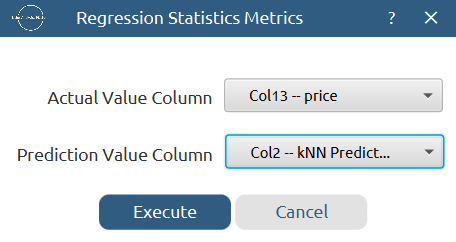 Regression Statistics Metrics ? ×
Actual Value Column Col13 -- price
Prediction Value Column Col2 -- kNN Predict...
Execute Cancel